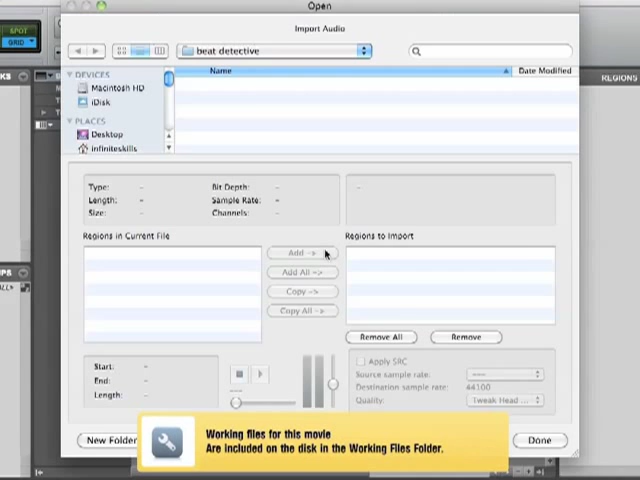 Open
Import Audio
SPOT
GRID
beat detective
Name
Date Modified
REGIONS
DEVICES
Macintosh HD
iDisk
PLACES
Desktop
infiniteskills
Type: -
Bit Depth: -
Length: -
Sample Rate: -
Size: -
Channels: -
Regions in Current File
Regions to Import
Add ->
Add All ->
Copy ->
Copy All ->
Remove All
Remove
Start: -
End: -
Length: -
Apply SRC
Source sample rate:
Destination sample rate: 44100
Quality: Tweak Head ...
New Folder
Done
Working files for this movie
Are included on the disk in the Working Files Folder.